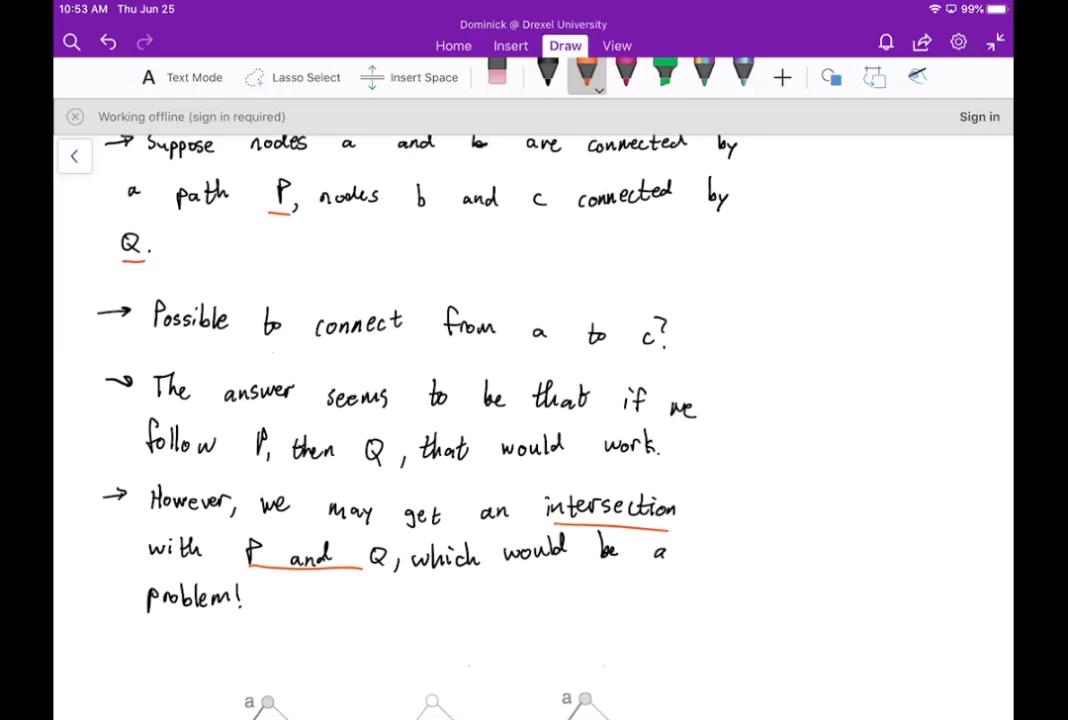 10:53 AM Thu Jun 25
99%
Dominick @ Drexel University
Home Insert Draw View
A Text Mode Lasso Select Insert Space
Working offline (sign in required) Sign in
→ Suppose nodes a and b are connected by
a path P, nodes b and c connected by
Q.
→ Possible to connect from a to c?
→ The answer seems to be that if we
follow P, then Q, that would work.
→ However, we may get an intersection
with P and Q, which would be a
problem!
a a